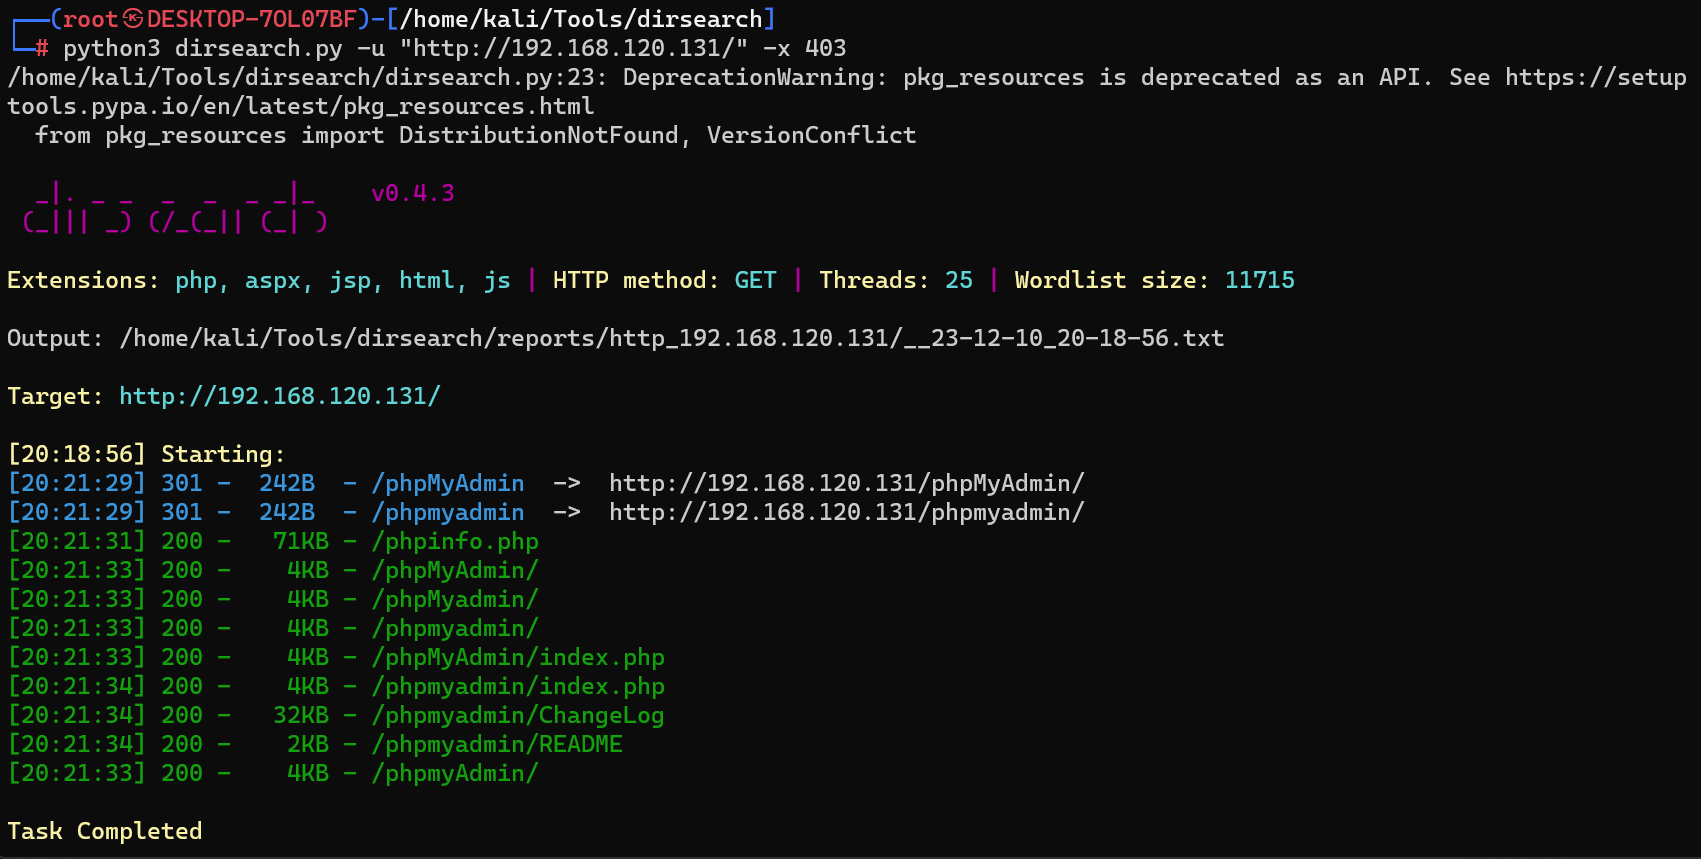 ┌──(root㉿DESKTOP-7OL07BF)-[/home/kali/Tools/dirsearch]
└─# python3 dirsearch.py -u "http://192.168.120.131/" -x 403
/home/kali/Tools/dirsearch/dirsearch.py:23: DeprecationWarning: pkg_resources is deprecated as an API. See https://setup
tools.pypa.io/en/latest/pkg_resources.html
  from pkg_resources import DistributionNotFound, VersionConflict

  _|. _ _  _  _  _ _|_    v0.4.3
 (_||| _) (/_(_|| (_| )

Extensions: php, aspx, jsp, html, js | HTTP method: GET | Threads: 25 | Wordlist size: 11715

Output: /home/kali/Tools/dirsearch/reports/http_192.168.120.131/__23-12-10_20-18-56.txt

Target: http://192.168.120.131/

[20:18:56] Starting:
[20:21:29] 301 -  242B  - /phpMyAdmin  ->  http://192.168.120.131/phpMyAdmin/
[20:21:29] 301 -  242B  - /phpmyadmin  ->  http://192.168.120.131/phpmyadmin/
[20:21:31] 200 -   71KB - /phpinfo.php
[20:21:33] 200 -    4KB - /phpMyAdmin/
[20:21:33] 200 -    4KB - /phpMyadmin/
[20:21:33] 200 -    4KB - /phpmyadmin/
[20:21:33] 200 -    4KB - /phpMyAdmin/index.php
[20:21:34] 200 -    4KB - /phpmyadmin/index.php
[20:21:34] 200 -   32KB - /phpmyadmin/ChangeLog
[20:21:34] 200 -    2KB - /phpmyadmin/README
[20:21:33] 200 -    4KB - /phpmyAdmin/

Task Completed